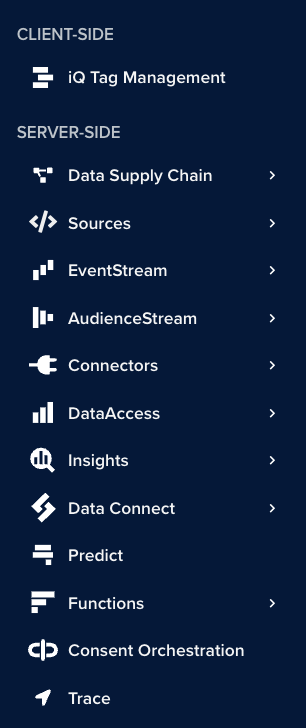 CLIENT-SIDE
iQ Tag Management
SERVER-SIDE
Data Supply Chain
Sources
EventStream
AudienceStream
Connectors
DataAccess
Insights
Data Connect
Predict
Functions
Consent Orchestration
Trace